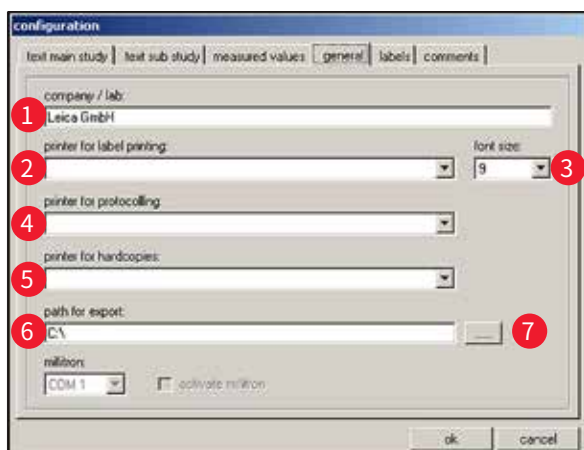 configuration
text main study text sub study measured values general labels comments
company / lab:
1 Leica GmbH
printer for label printing: font size:
2 9 3
printer for protocolling:
4
printer for hardcopies:
5
path for export:
6 C:\ ..... 7
militron:
COM 1 activate militron
ok cancel